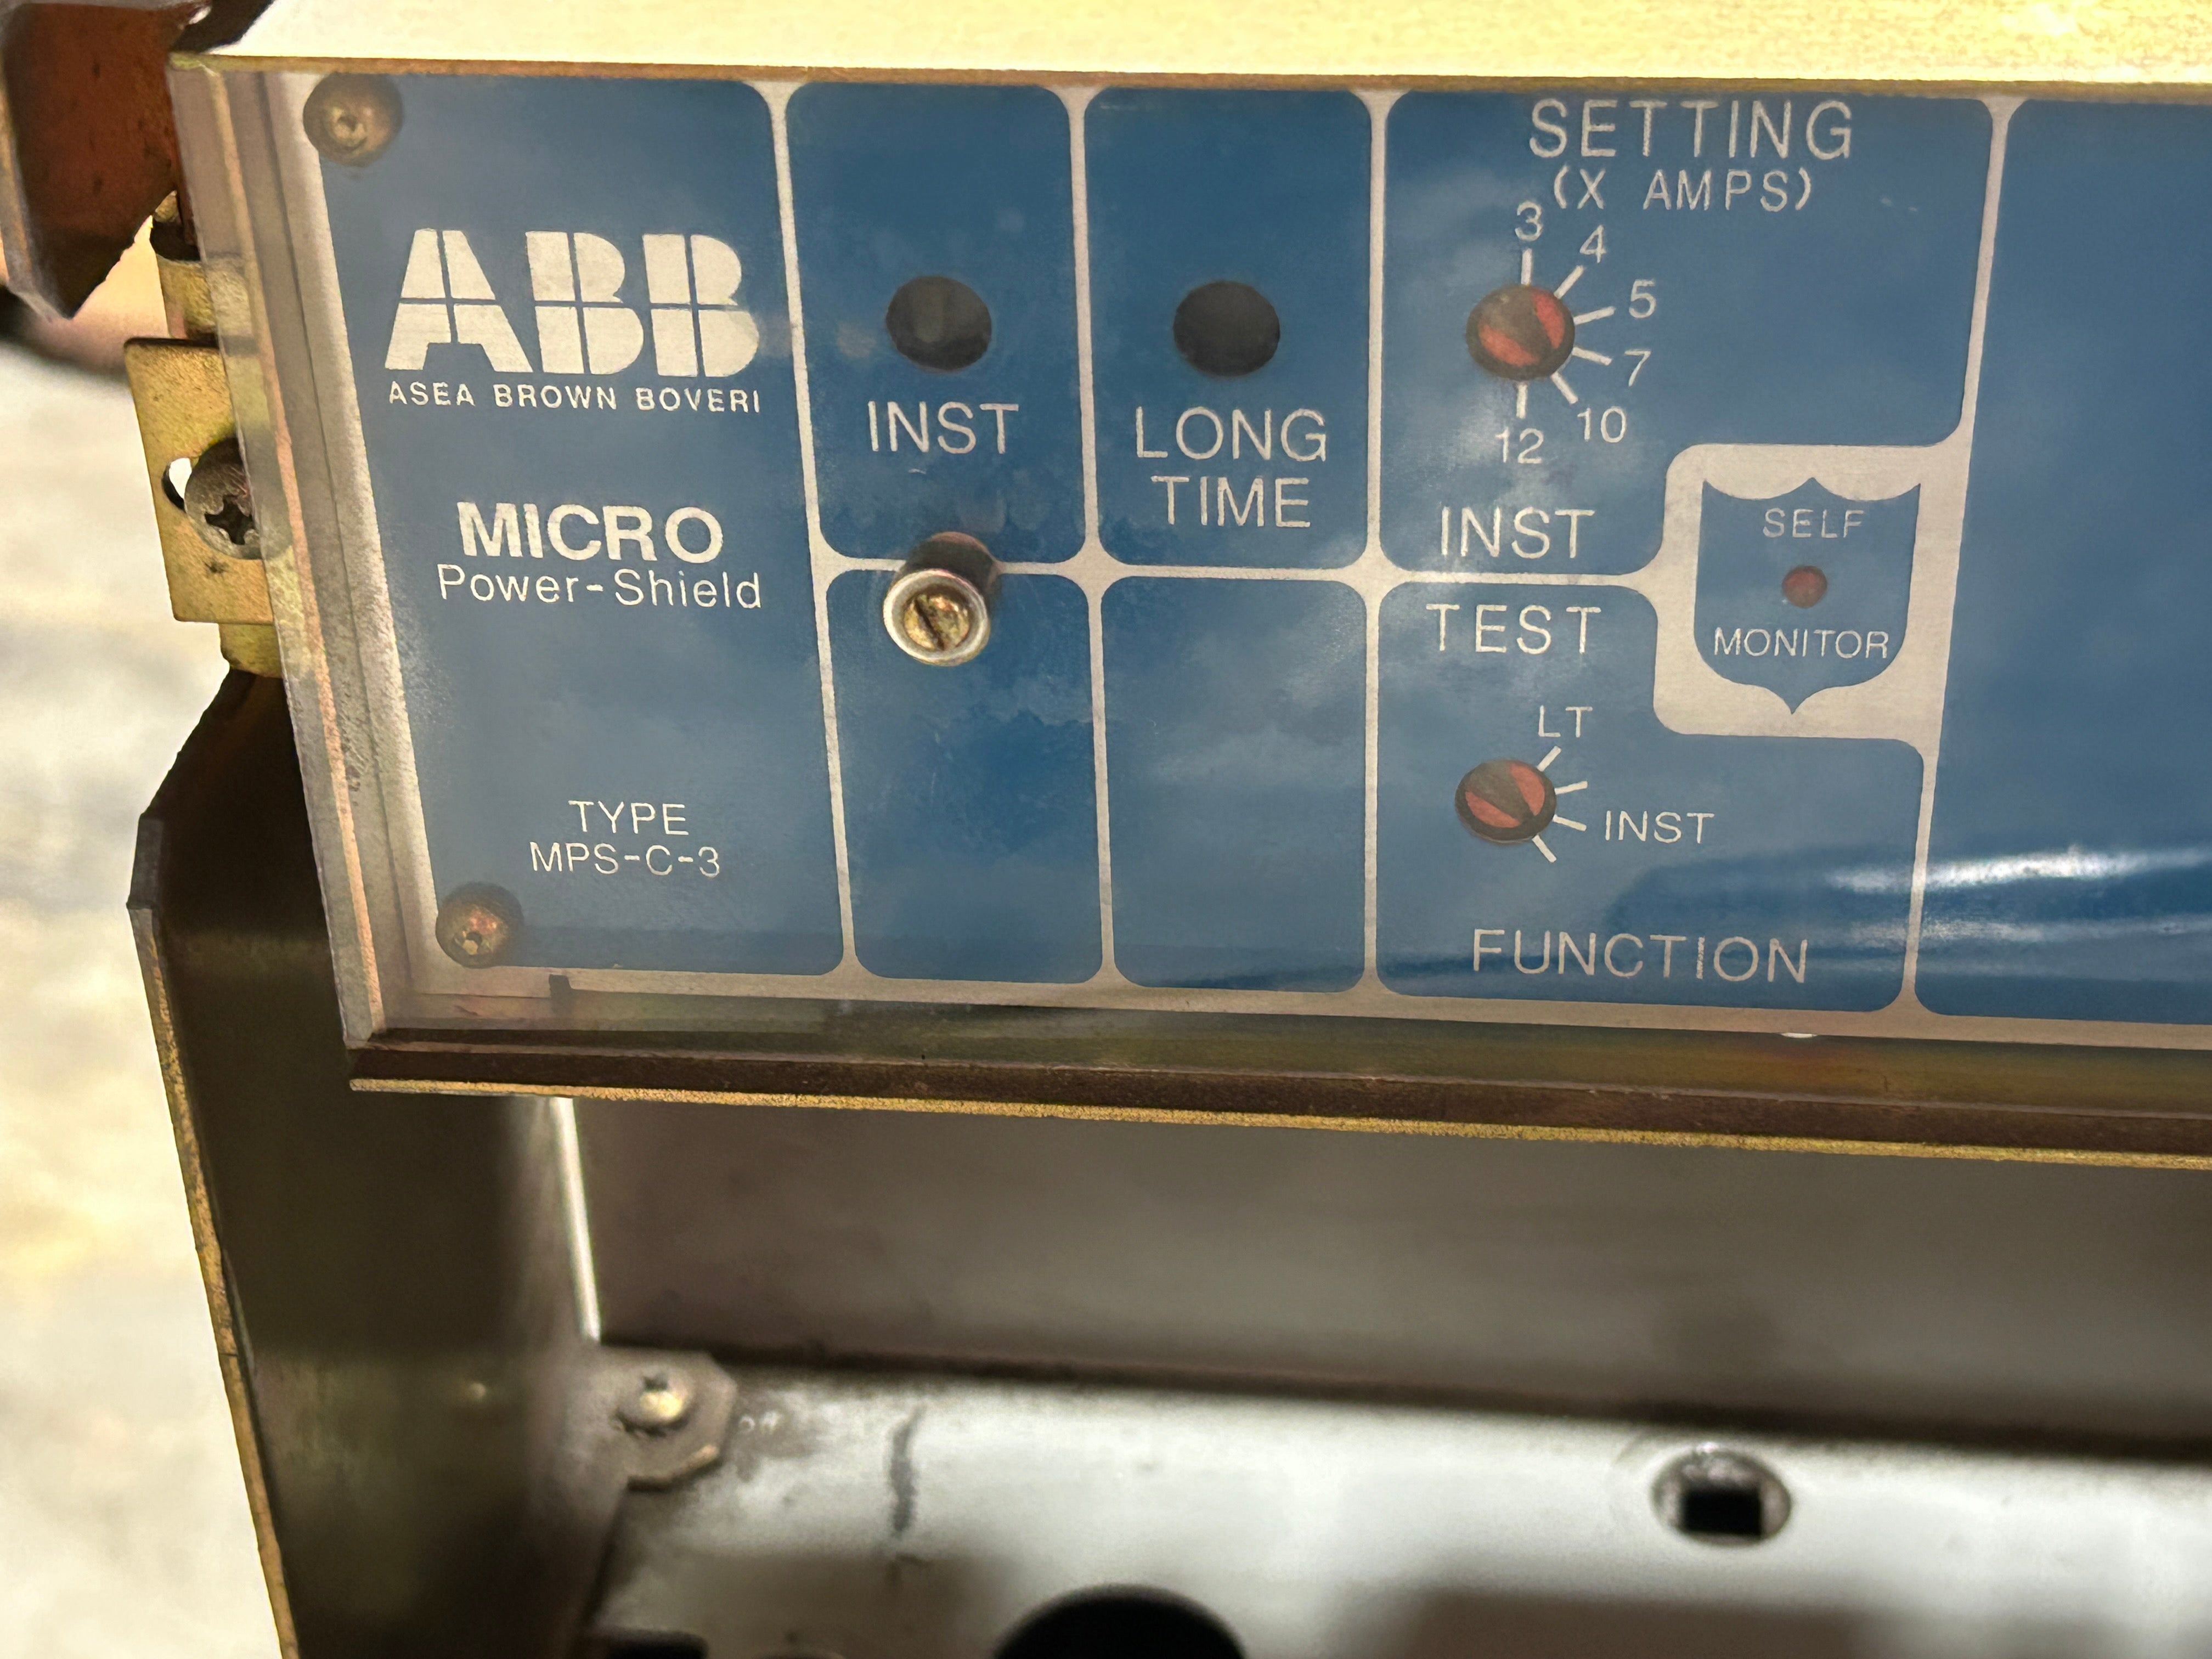 ABB
ASEA BROWN BOVERI
MICRO
Power-Shield
TYPE
MPS-C-3
INST
LONG
TIME
SETTING
(X AMPS)
3
4
5
7
10
12
INST
SELF
MONITOR
TEST
LT
INST
FUNCTION